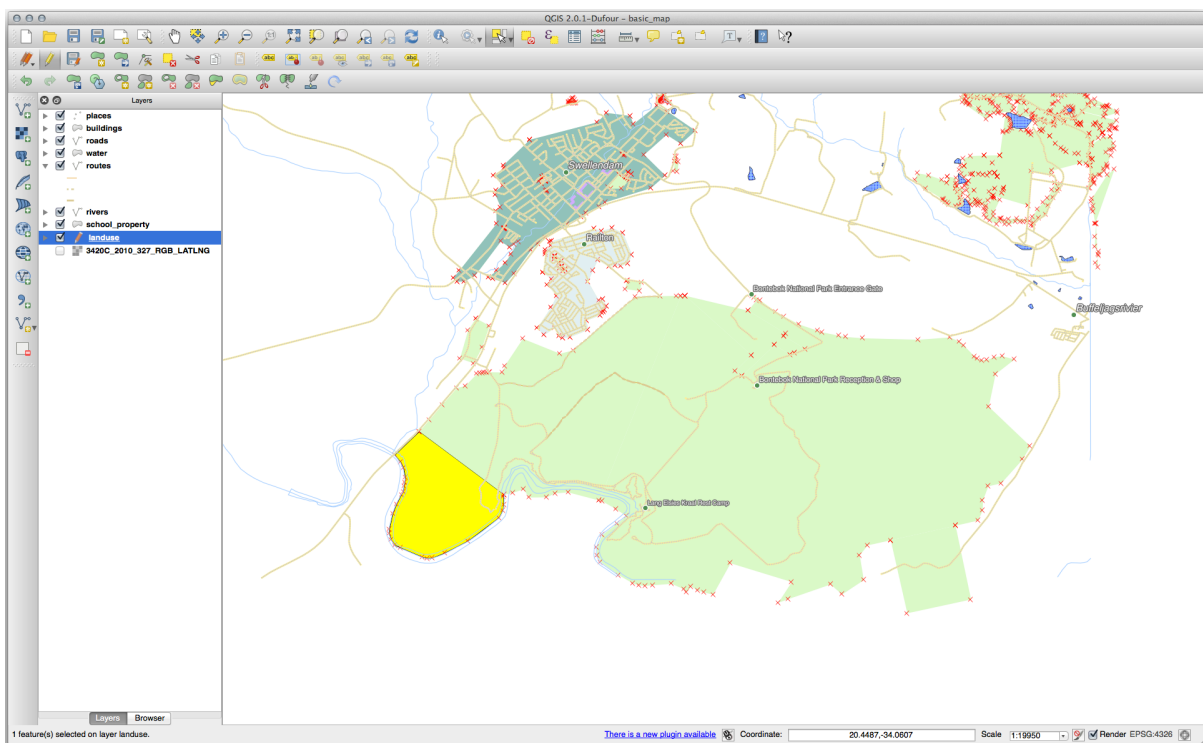 QGIS 2.0.1-Dufour - basic_map
Layers
places
buildings
roads
water
routes
rivers
school_property
landuse
3420C_2010_327_RGB_LATLNG
Swellendam
Railton
Bontebok National Park Entrance Gate
Buffeljagsrivier
Bontebok National Park Reception & Shop
Lang Elsies Kraal Rest Camp
Layers Browser
1 feature(s) selected on layer landuse. There is a new plugin available Coordinate: 20.4487,-34.0607 Scale 1:19950 Render EPSG:4326